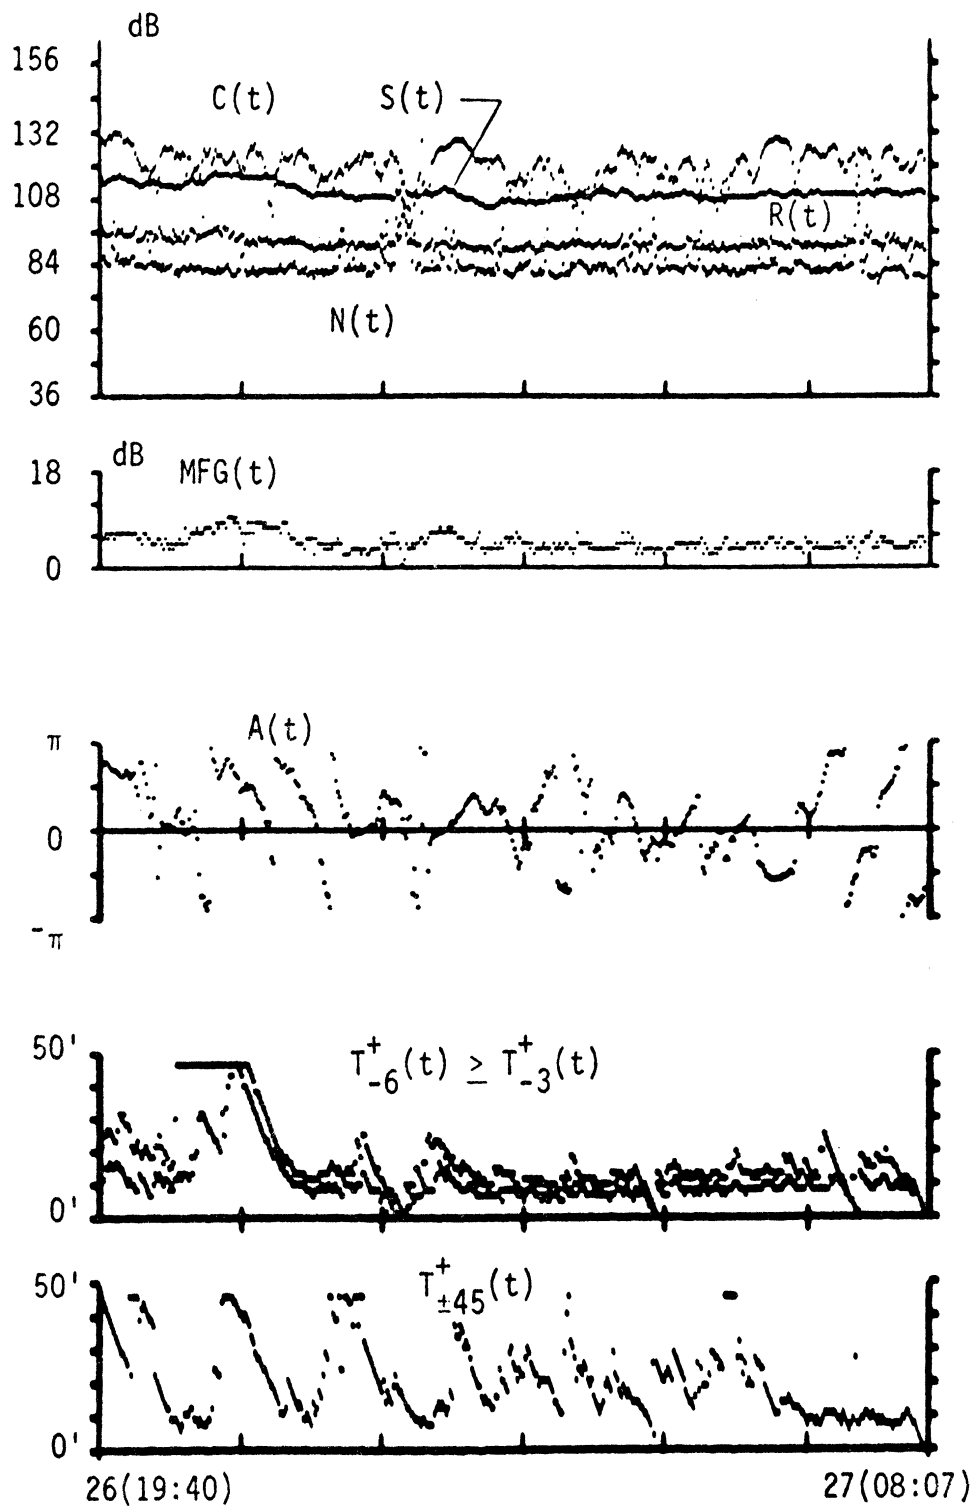 dB
156
C(t) S(t)
132
108
R(t)
84
N(t)
60
36
dB
18
MFG(t)
0
π
A(t)
0
-π
50'
T⁺₋₆(t) ≥ T⁺₋₃(t)
0'
50'
T⁺±45(t)
0'
26(19:40) 27(08:07)